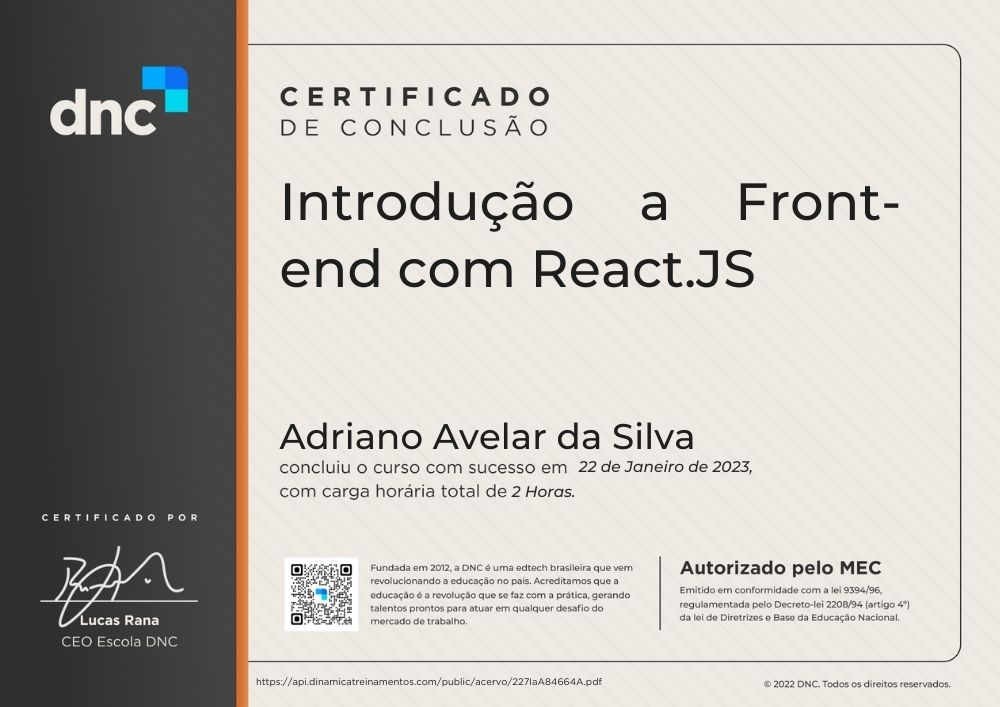 dnc
CERTIFICADO
DE CONCLUSÃO
Introdução a Front-
end com React.JS
Adriano Avelar da Silva
concluiu o curso com sucesso em 22 de Janeiro de 2023,
com carga horária total de 2 Horas.
CERTIFICADO POR
Lucas Rana
CEO Escola DNC
Fundada em 2012, a DNC é uma edtech brasileira que vem
revolucionando a educação no país. Acreditamos que a
educação é a revolução que se faz com a prática, gerando
talentos prontos para atuar em qualquer desafio do
mercado de trabalho.
Autorizado pelo MEC
Emitido em conformidade com a lei 9394/96,
regulamentada pelo Decreto-lei 2208/94 (artigo 4º)
da lei de Diretrizes e Base da Educação Nacional.
https://api.dinamicatreinamentos.com/public/acervo/227IaA84664A.pdf
© 2022 DNC. Todos os direitos reservados.